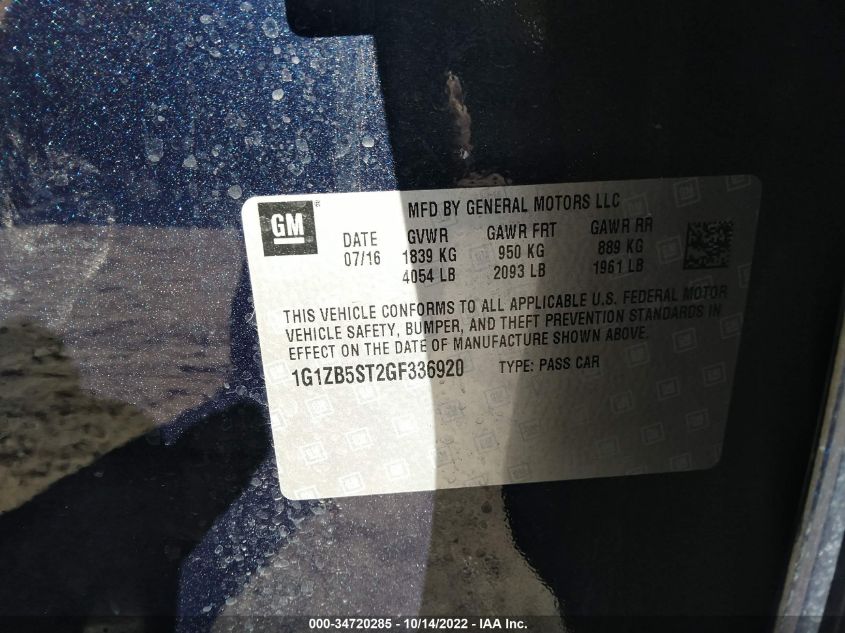 GM
MFD BY GENERAL MOTORS LLC
DATE GVWR GAWR FRT GAWR RR
07/16 1839 KG 950 KG 889 KG
4054 LB 2093 LB 1961 LB
THIS VEHICLE CONFORMS TO ALL APPLICABLE U.S. FEDERAL MOTOR
VEHICLE SAFETY, BUMPER, AND THEFT PREVENTION STANDARDS IN
EFFECT ON THE DATE OF MANUFACTURE SHOWN ABOVE.
1G1ZB5ST2GF336920 TYPE: PASS CAR
000-34720285 - 10/14/2022 - IAA Inc.